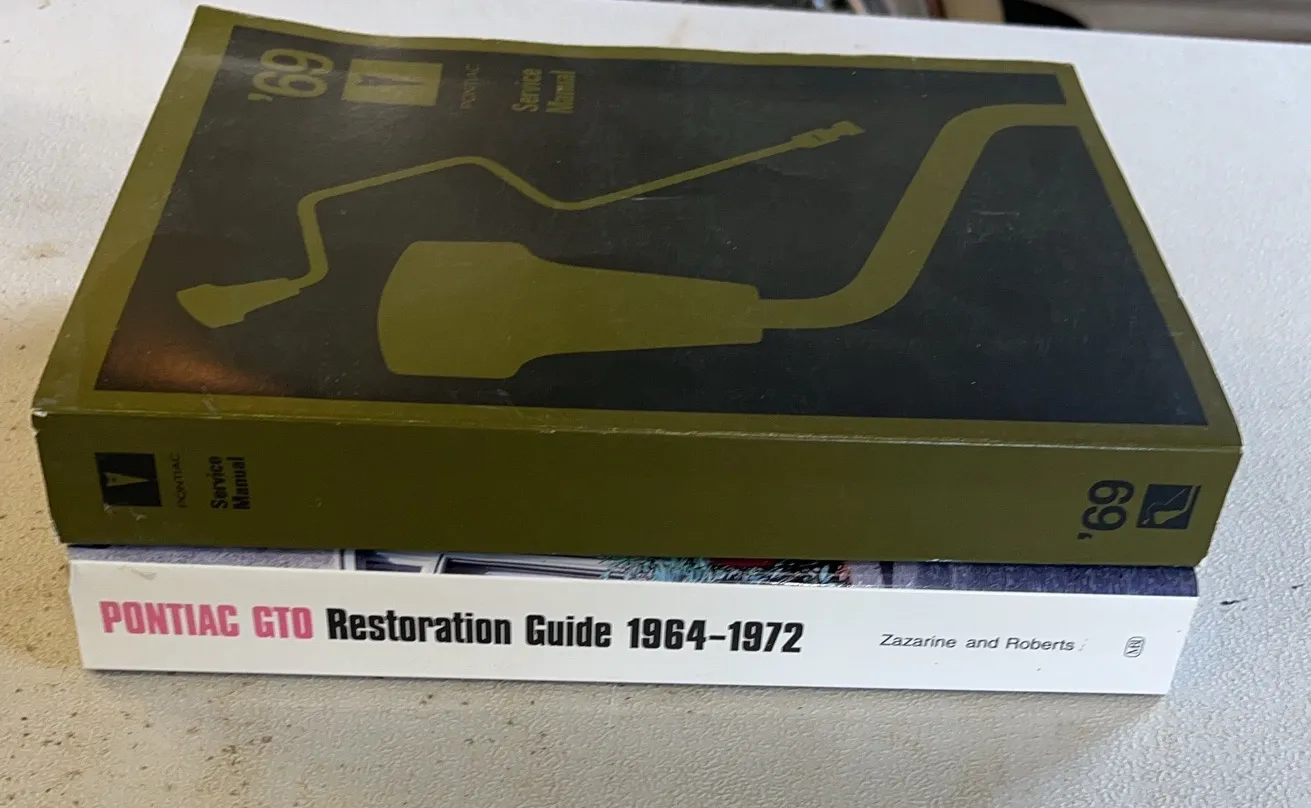 '69
PONTIAC
Service
Manual
PONTIAC
Service
Manual
'69
PONTIAC GTO Restoration Guide 1964-1972
Zazarine and Roberts